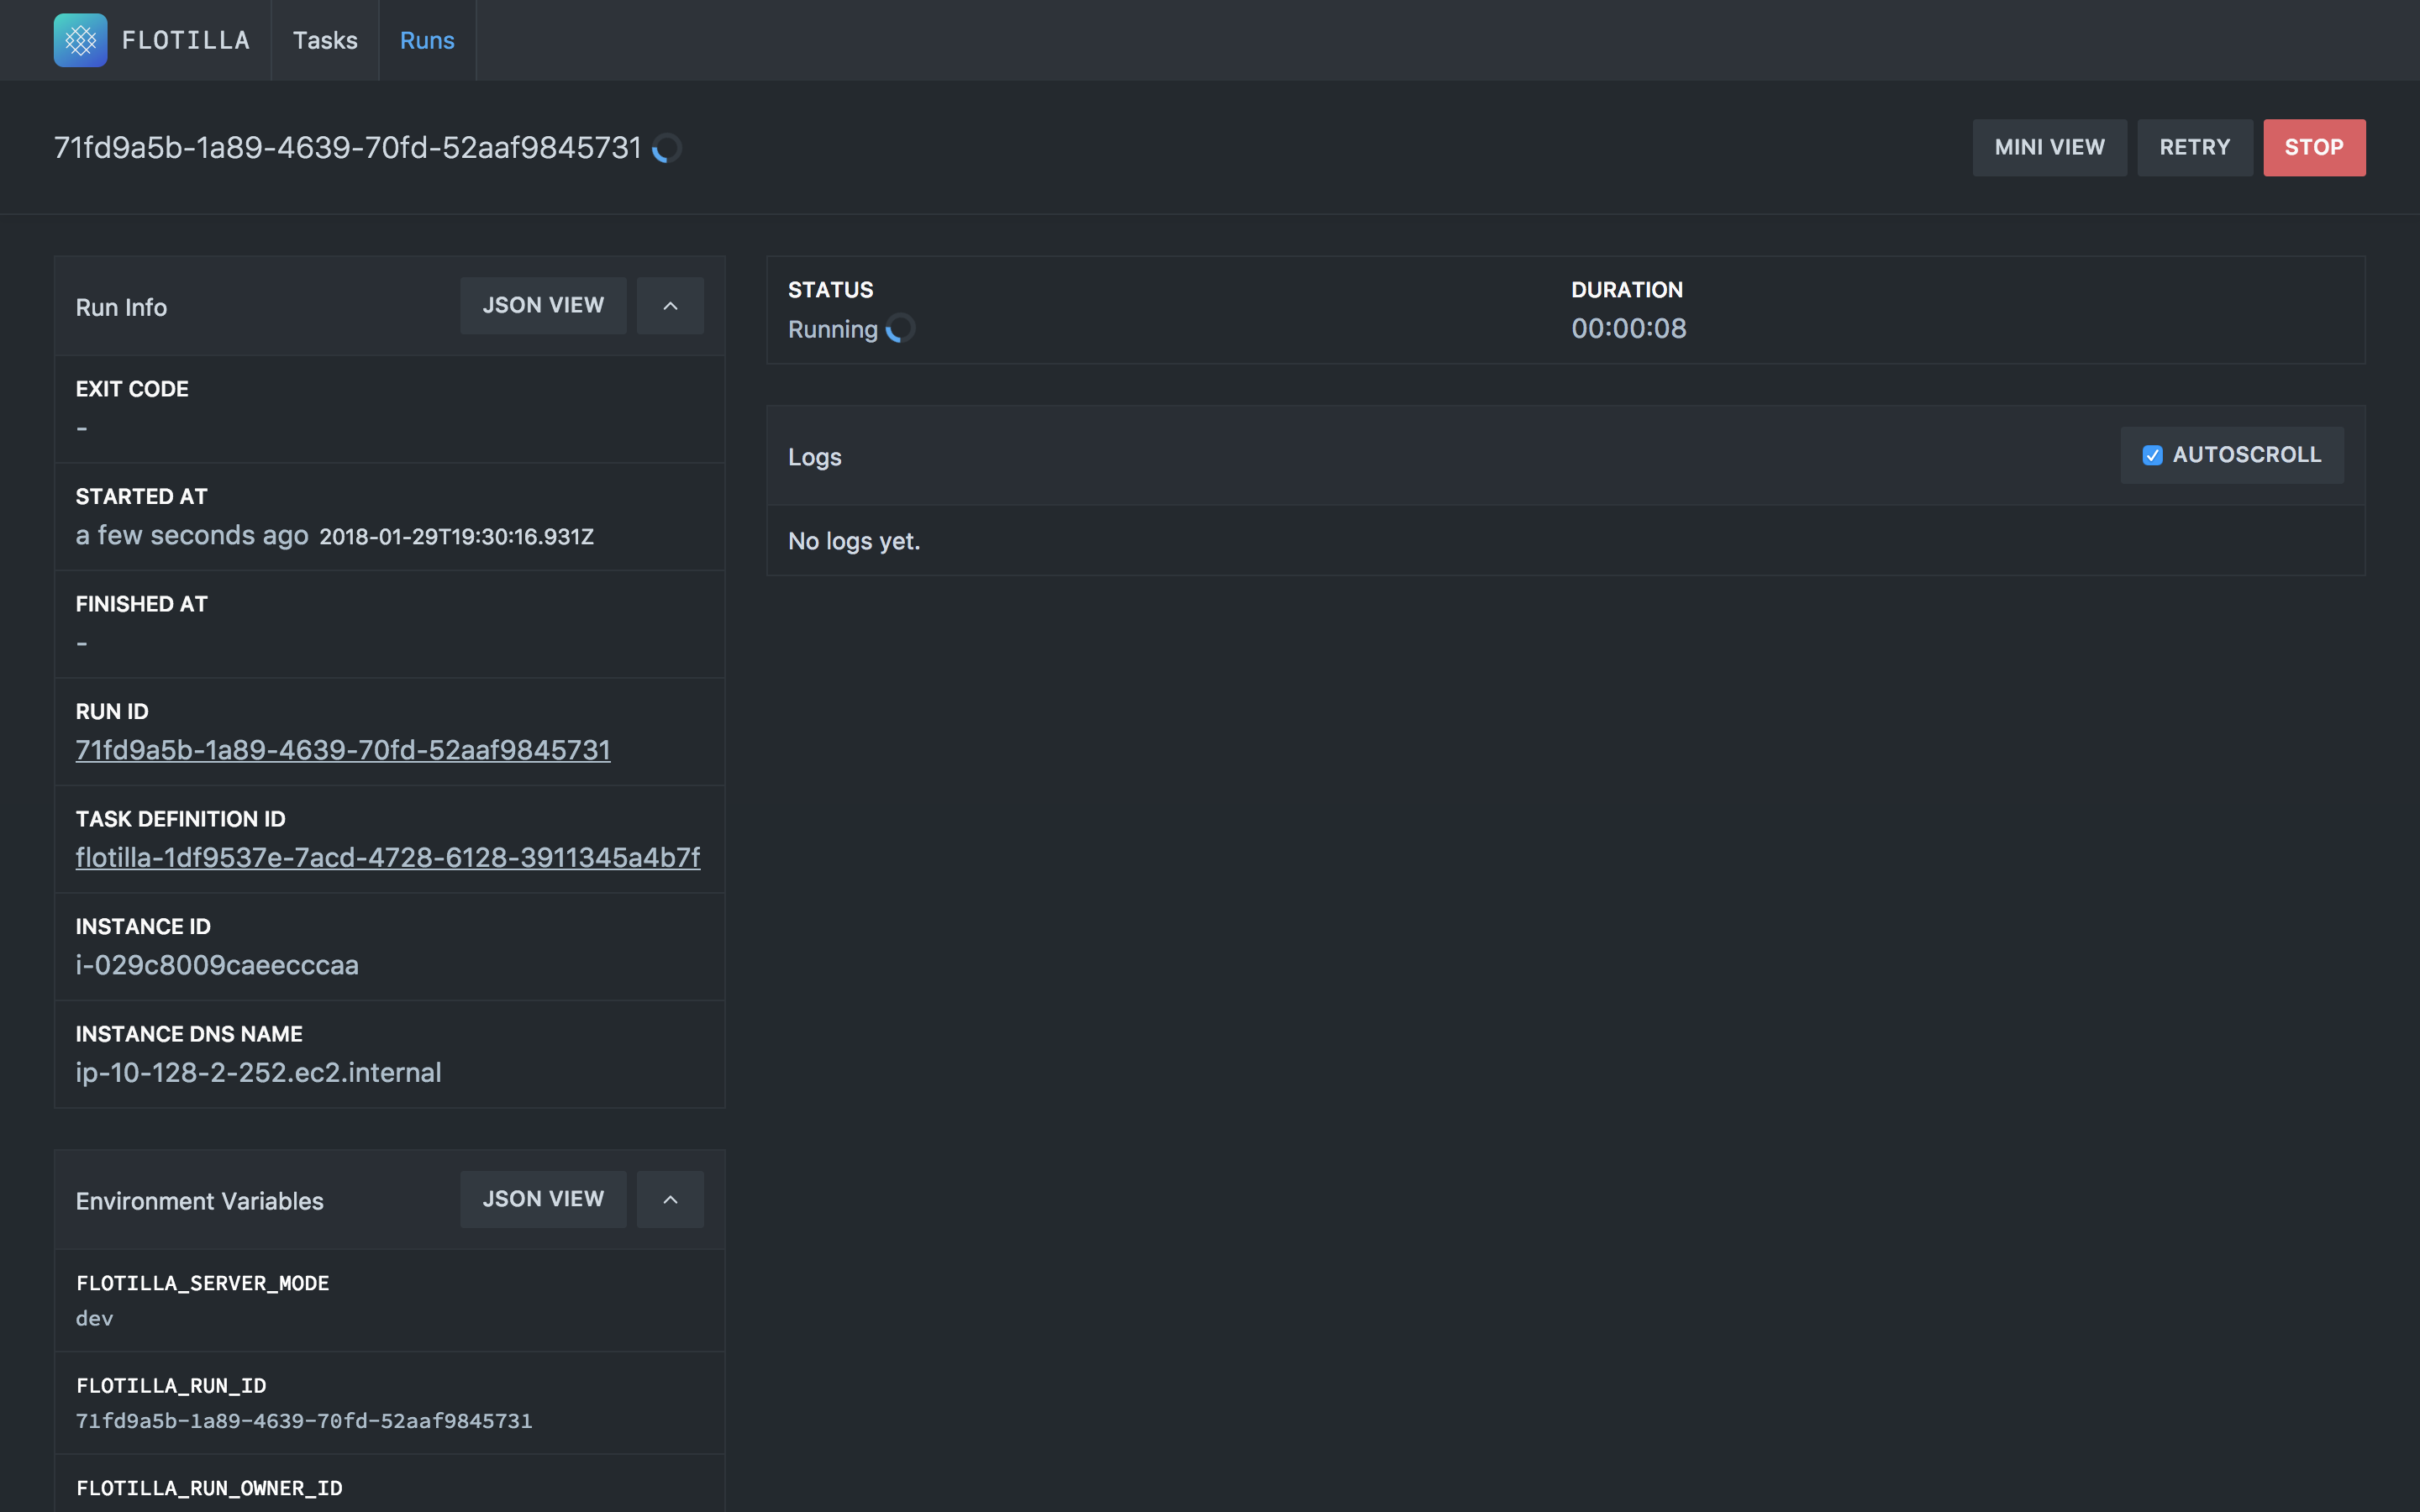 FLOTILLA
Tasks
Runs
71fd9a5b-1a89-4639-70fd-52aaf9845731
MINI VIEW
RETRY
STOP
Run Info
JSON VIEW
EXIT CODE
-
STARTED AT
a few seconds ago 2018-01-29T19:30:16.931Z
FINISHED AT
-
RUN ID
71fd9a5b-1a89-4639-70fd-52aaf9845731
TASK DEFINITION ID
flotilla-1df9537e-7acd-4728-6128-3911345a4b7f
INSTANCE ID
i-029c8009caeecccaa
INSTANCE DNS NAME
ip-10-128-2-252.ec2.internal
Environment Variables
JSON VIEW
FLOTILLA_SERVER_MODE
dev
FLOTILLA_RUN_ID
71fd9a5b-1a89-4639-70fd-52aaf9845731
FLOTILLA_RUN_OWNER_ID
STATUS
Running
DURATION
00:00:08
Logs
AUTOSCROLL
No logs yet.